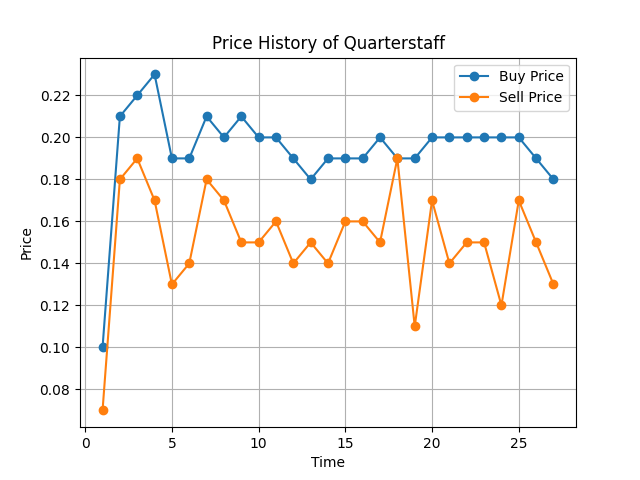 Price History of Quarterstaff
Buy Price
Sell Price
0.22
0.20
0.18
0.16
0.14
0.12
0.10
0.08
Price
0 5 10 15 20 25
Time